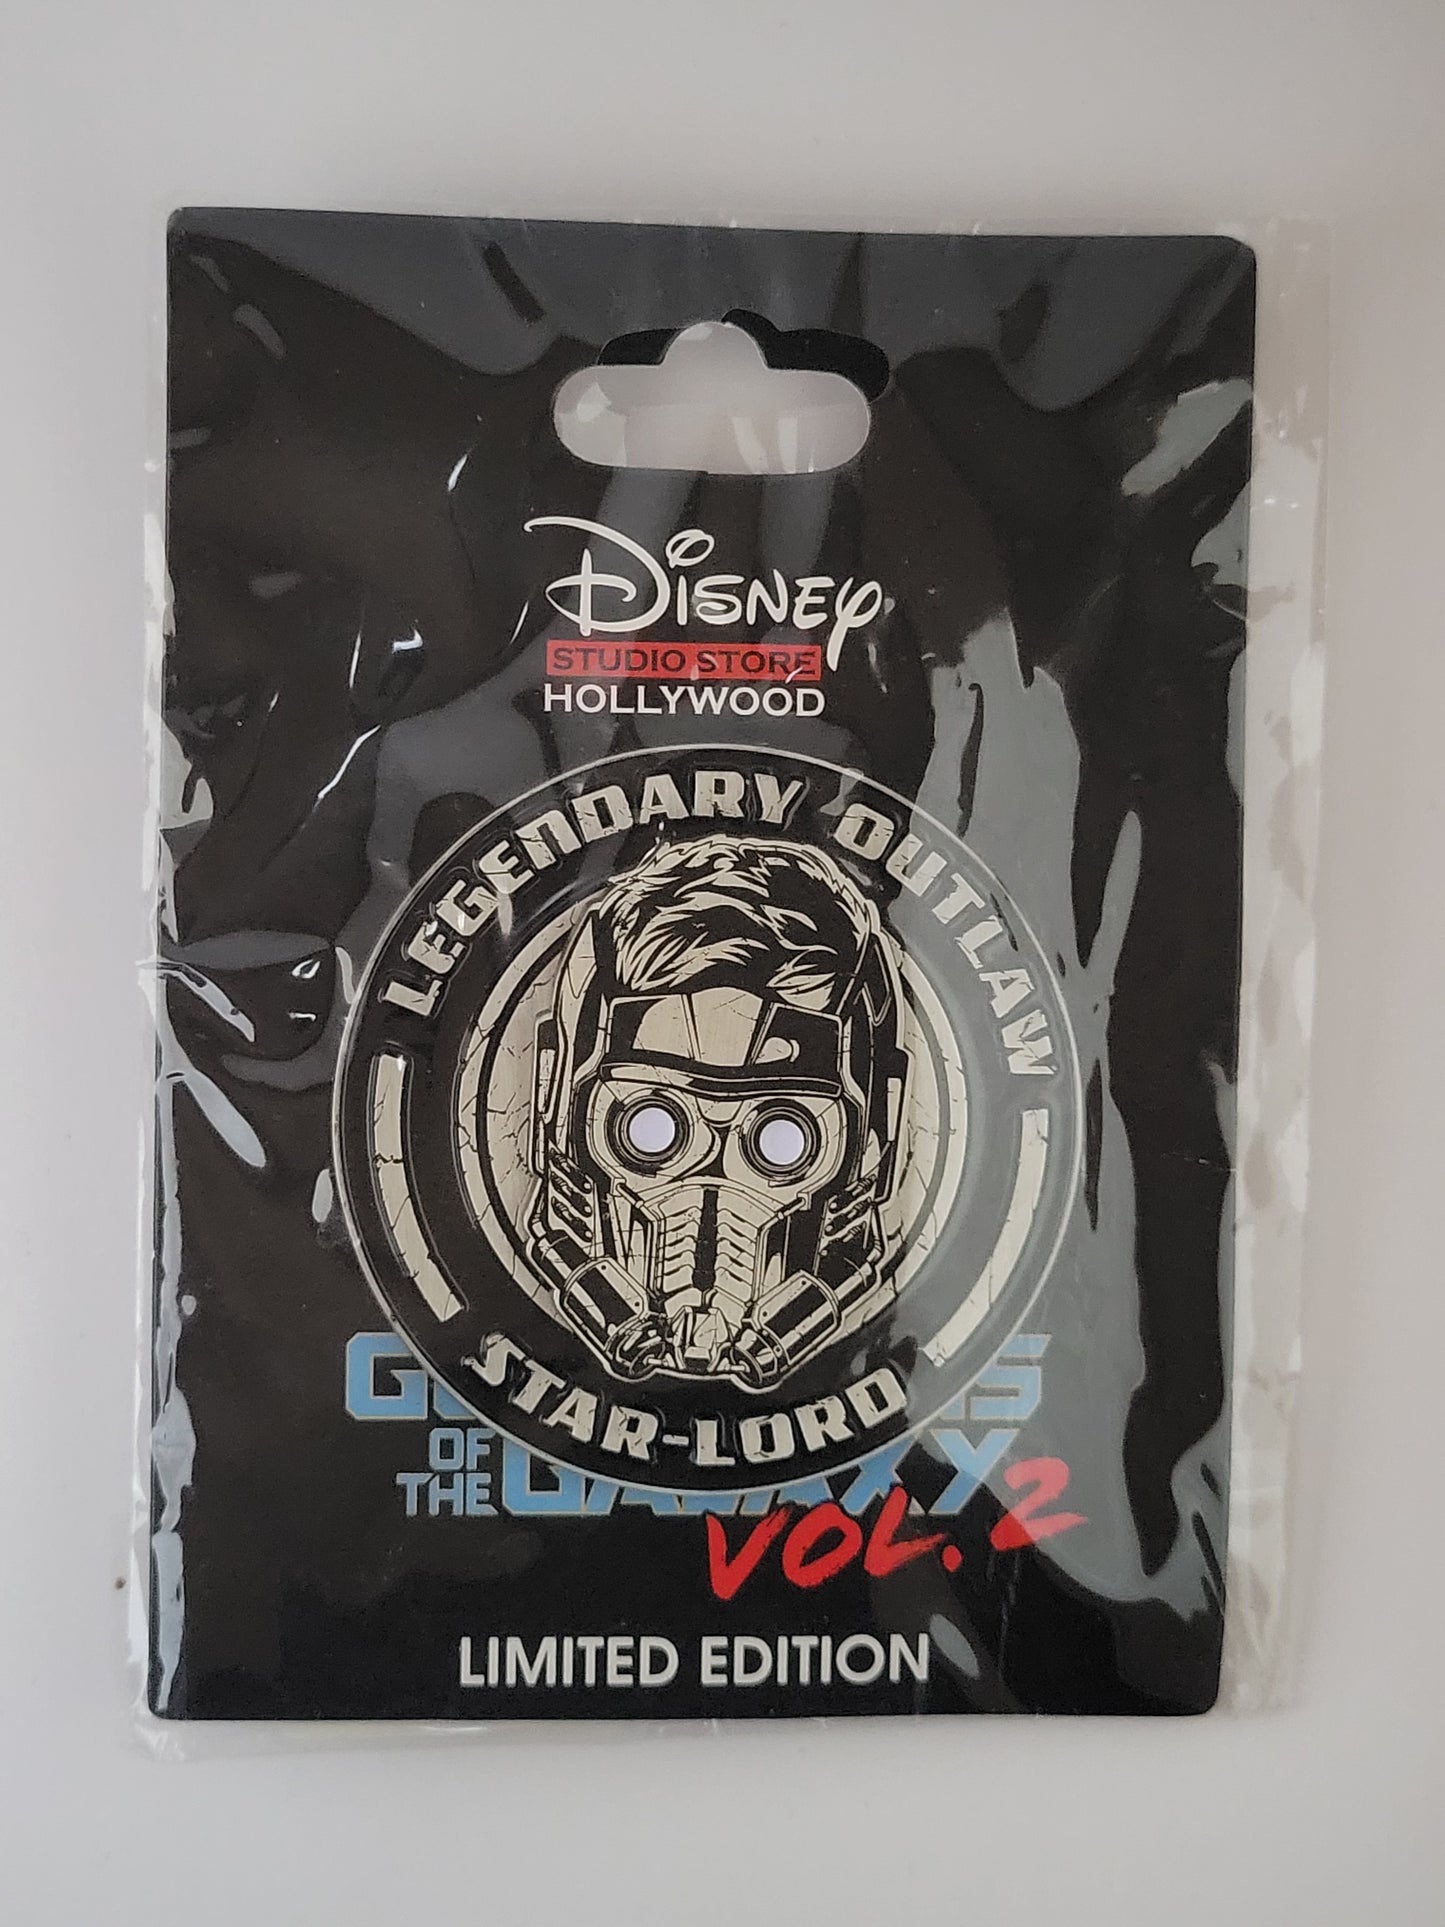 Disney
STUDIO STORE
HOLLYWOOD
LEGENDARY OUTLAW
STAR-LORD
OF
THE
VOL. 2
LIMITED EDITION